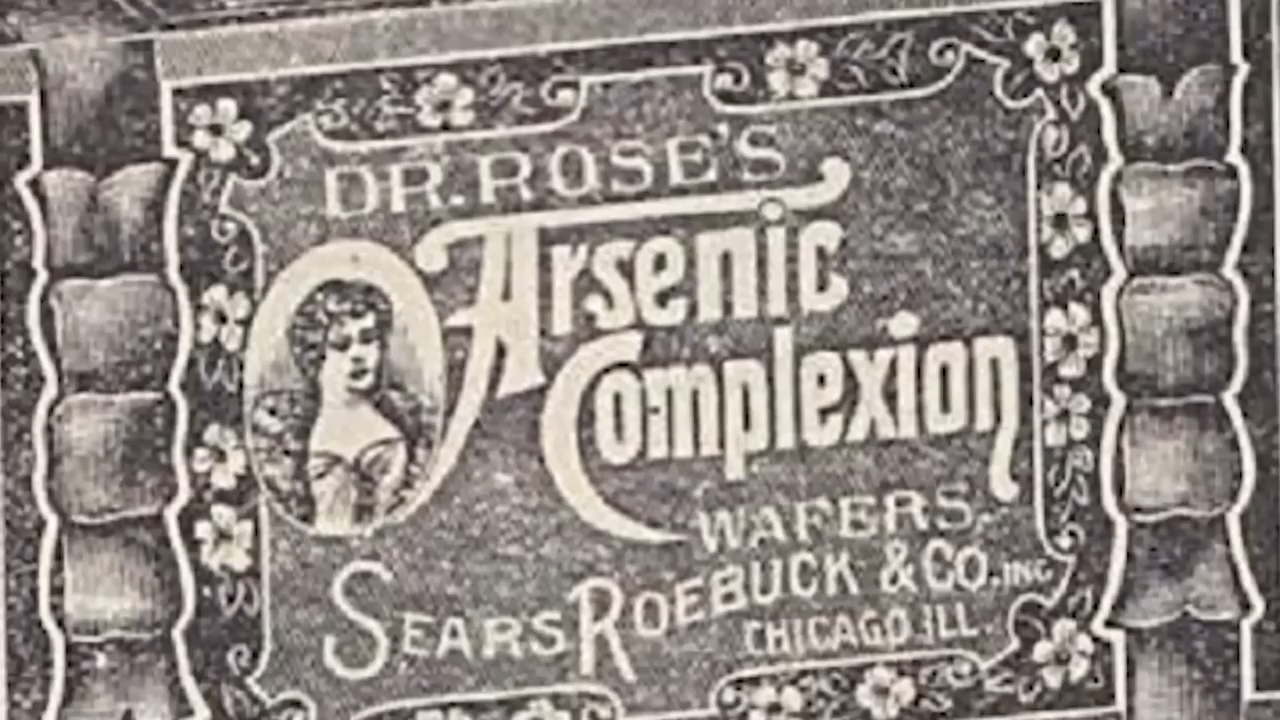 DR. ROSE'S
Arsenic
Complexion
WAFERS.
SEARS ROEBUCK & CO. INC
CHICAGO. ILL.